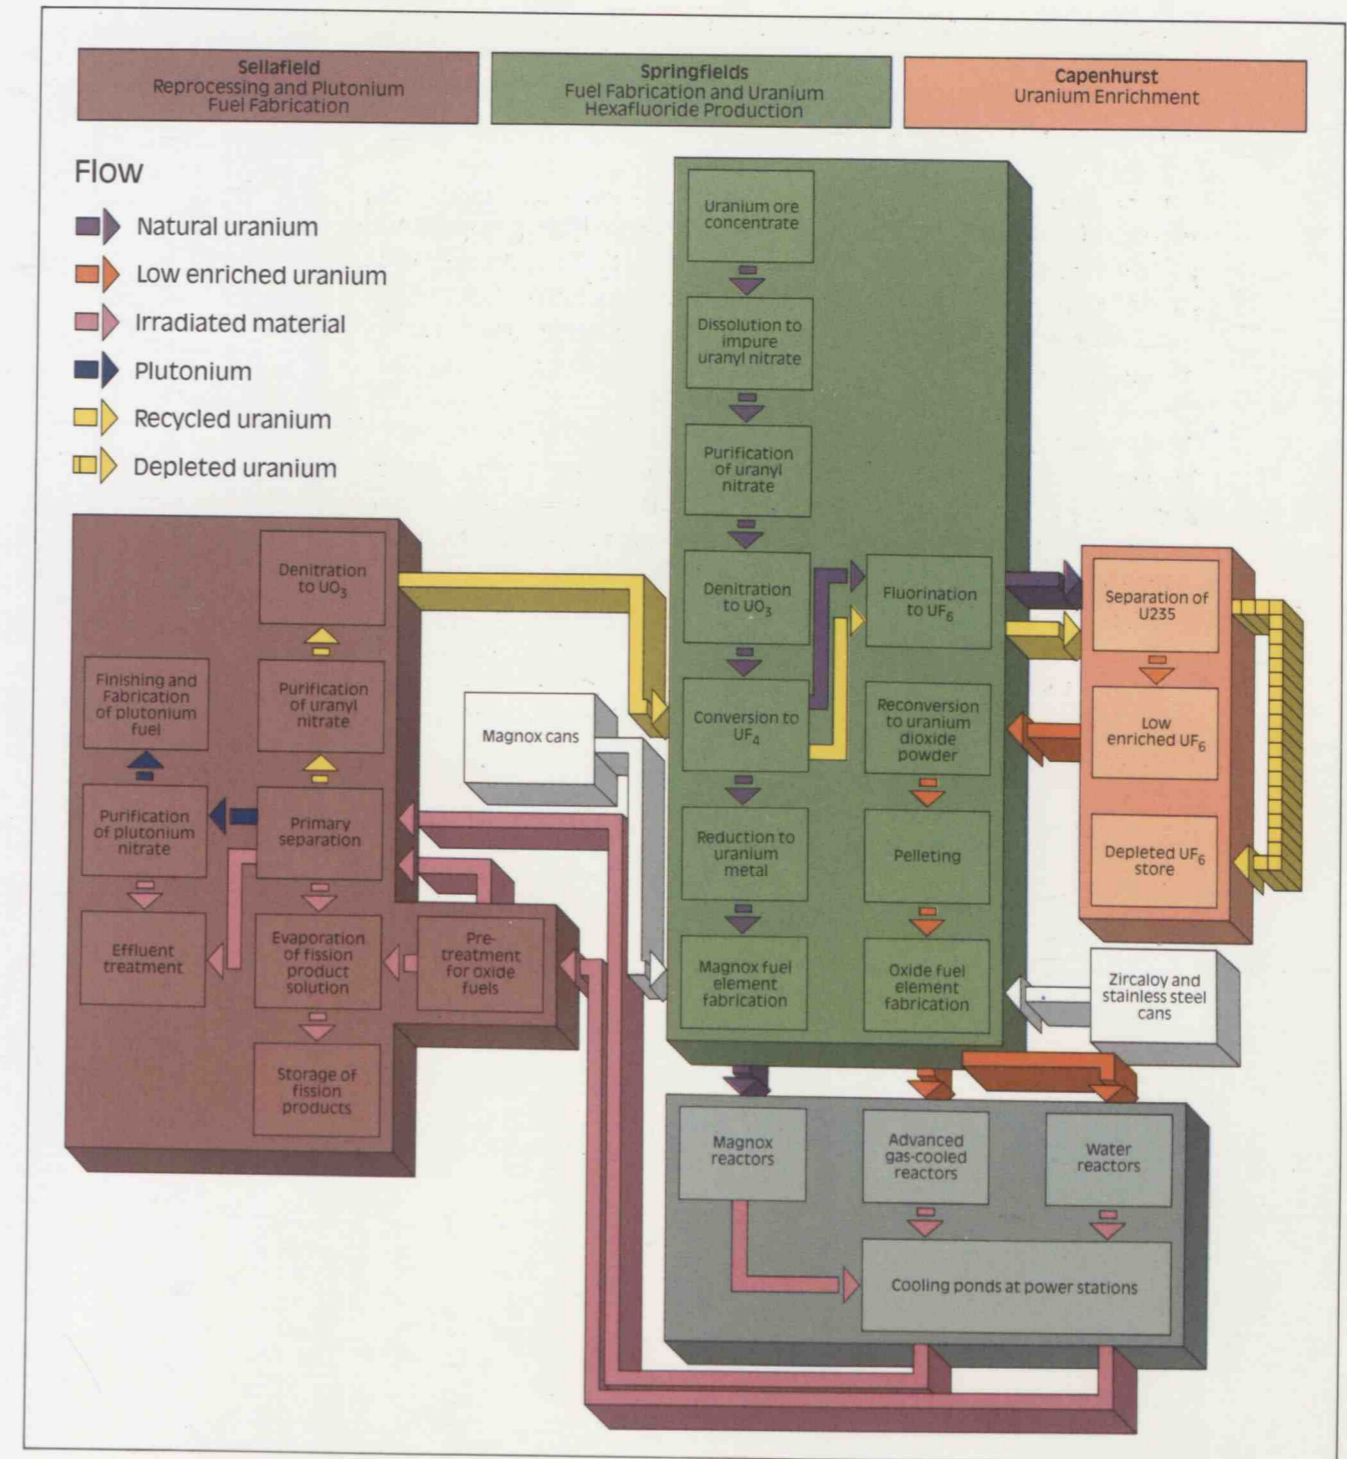 Sellafield
Reprocessing and Plutonium
Fuel Fabrication
Springfields
Fuel Fabrication and Uranium
Hexafluoride Production
Capenhurst
Uranium Enrichment
Flow
Natural uranium
Low enriched uranium
Irradiated material
Plutonium
Recycled uranium
Depleted uranium
Uranium ore
concentrate
Dissolution to
impure
uranyl nitrate
Purification
of uranyl
nitrate
Denitration
to UO3
Conversion to
UF4
Reduction to
uranium
metal
Magnox fuel
element
fabrication
Fluorination
to UF6
Reconversion
to uranium
dioxide
powder
Pelleting
Oxide fuel
element
fabrication
Separation of
U235
Low
enriched UF6
Depleted UF6
store
Zircaloy and
stainless steel
cans
Magnox cans
Denitration
to UO3
Finishing and
Fabrication
of plutonium
fuel
Purification
of uranyl
nitrate
Purification
of plutonium
nitrate
Primary
separation
Effluent
treatment
Evaporation
of fission
product
solution
Pre-
treatment
for oxide
fuels
Storage of
fission
products
Magnox
reactors
Advanced
gas-cooled
reactors
Water
reactors
Cooling ponds at power stations